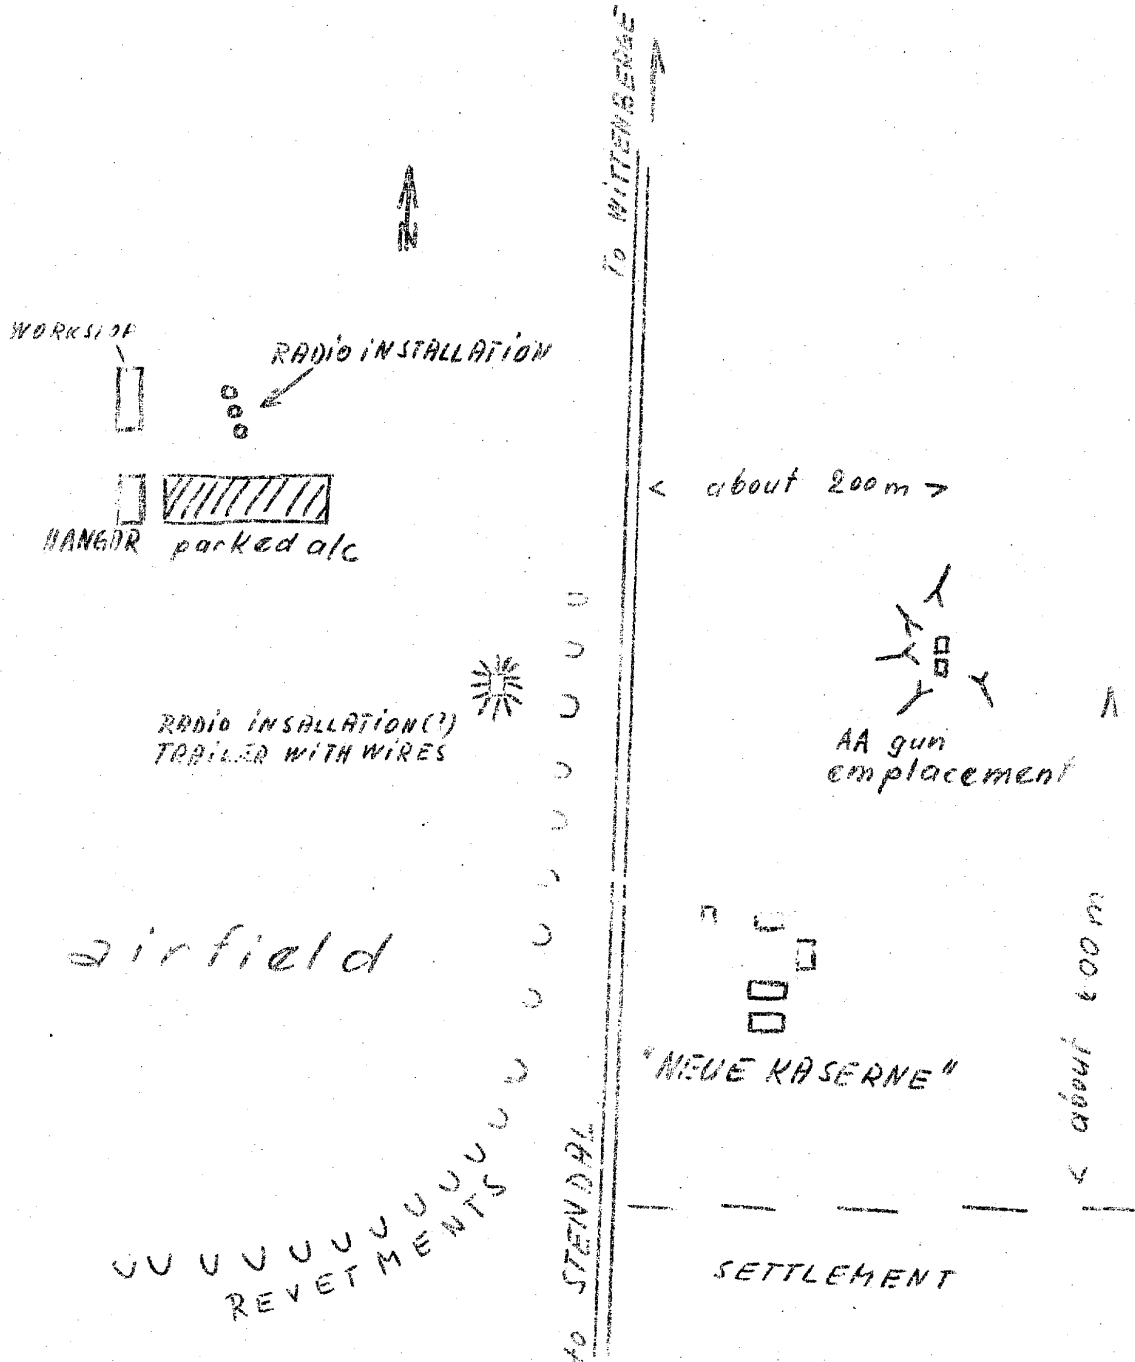 To WITTENBERGE
N
WORKSHOP
RADIO INSTALLATION
< about 200m >
HANGAR parked a/c
RADIO INSALLATION(?)
TRAILER WITH WIRES
AA gun
emplacement
airfield
"NEUE KASERNE"
< about 400m >
to STENDAL
REVETMENTS
SETTLEMENT